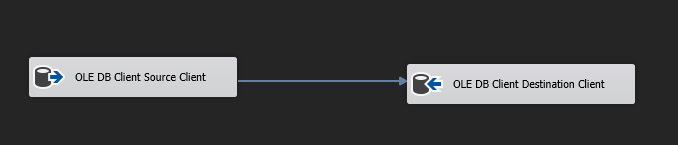 OLE DB Client Source Client
OLE DB Client Destination Client